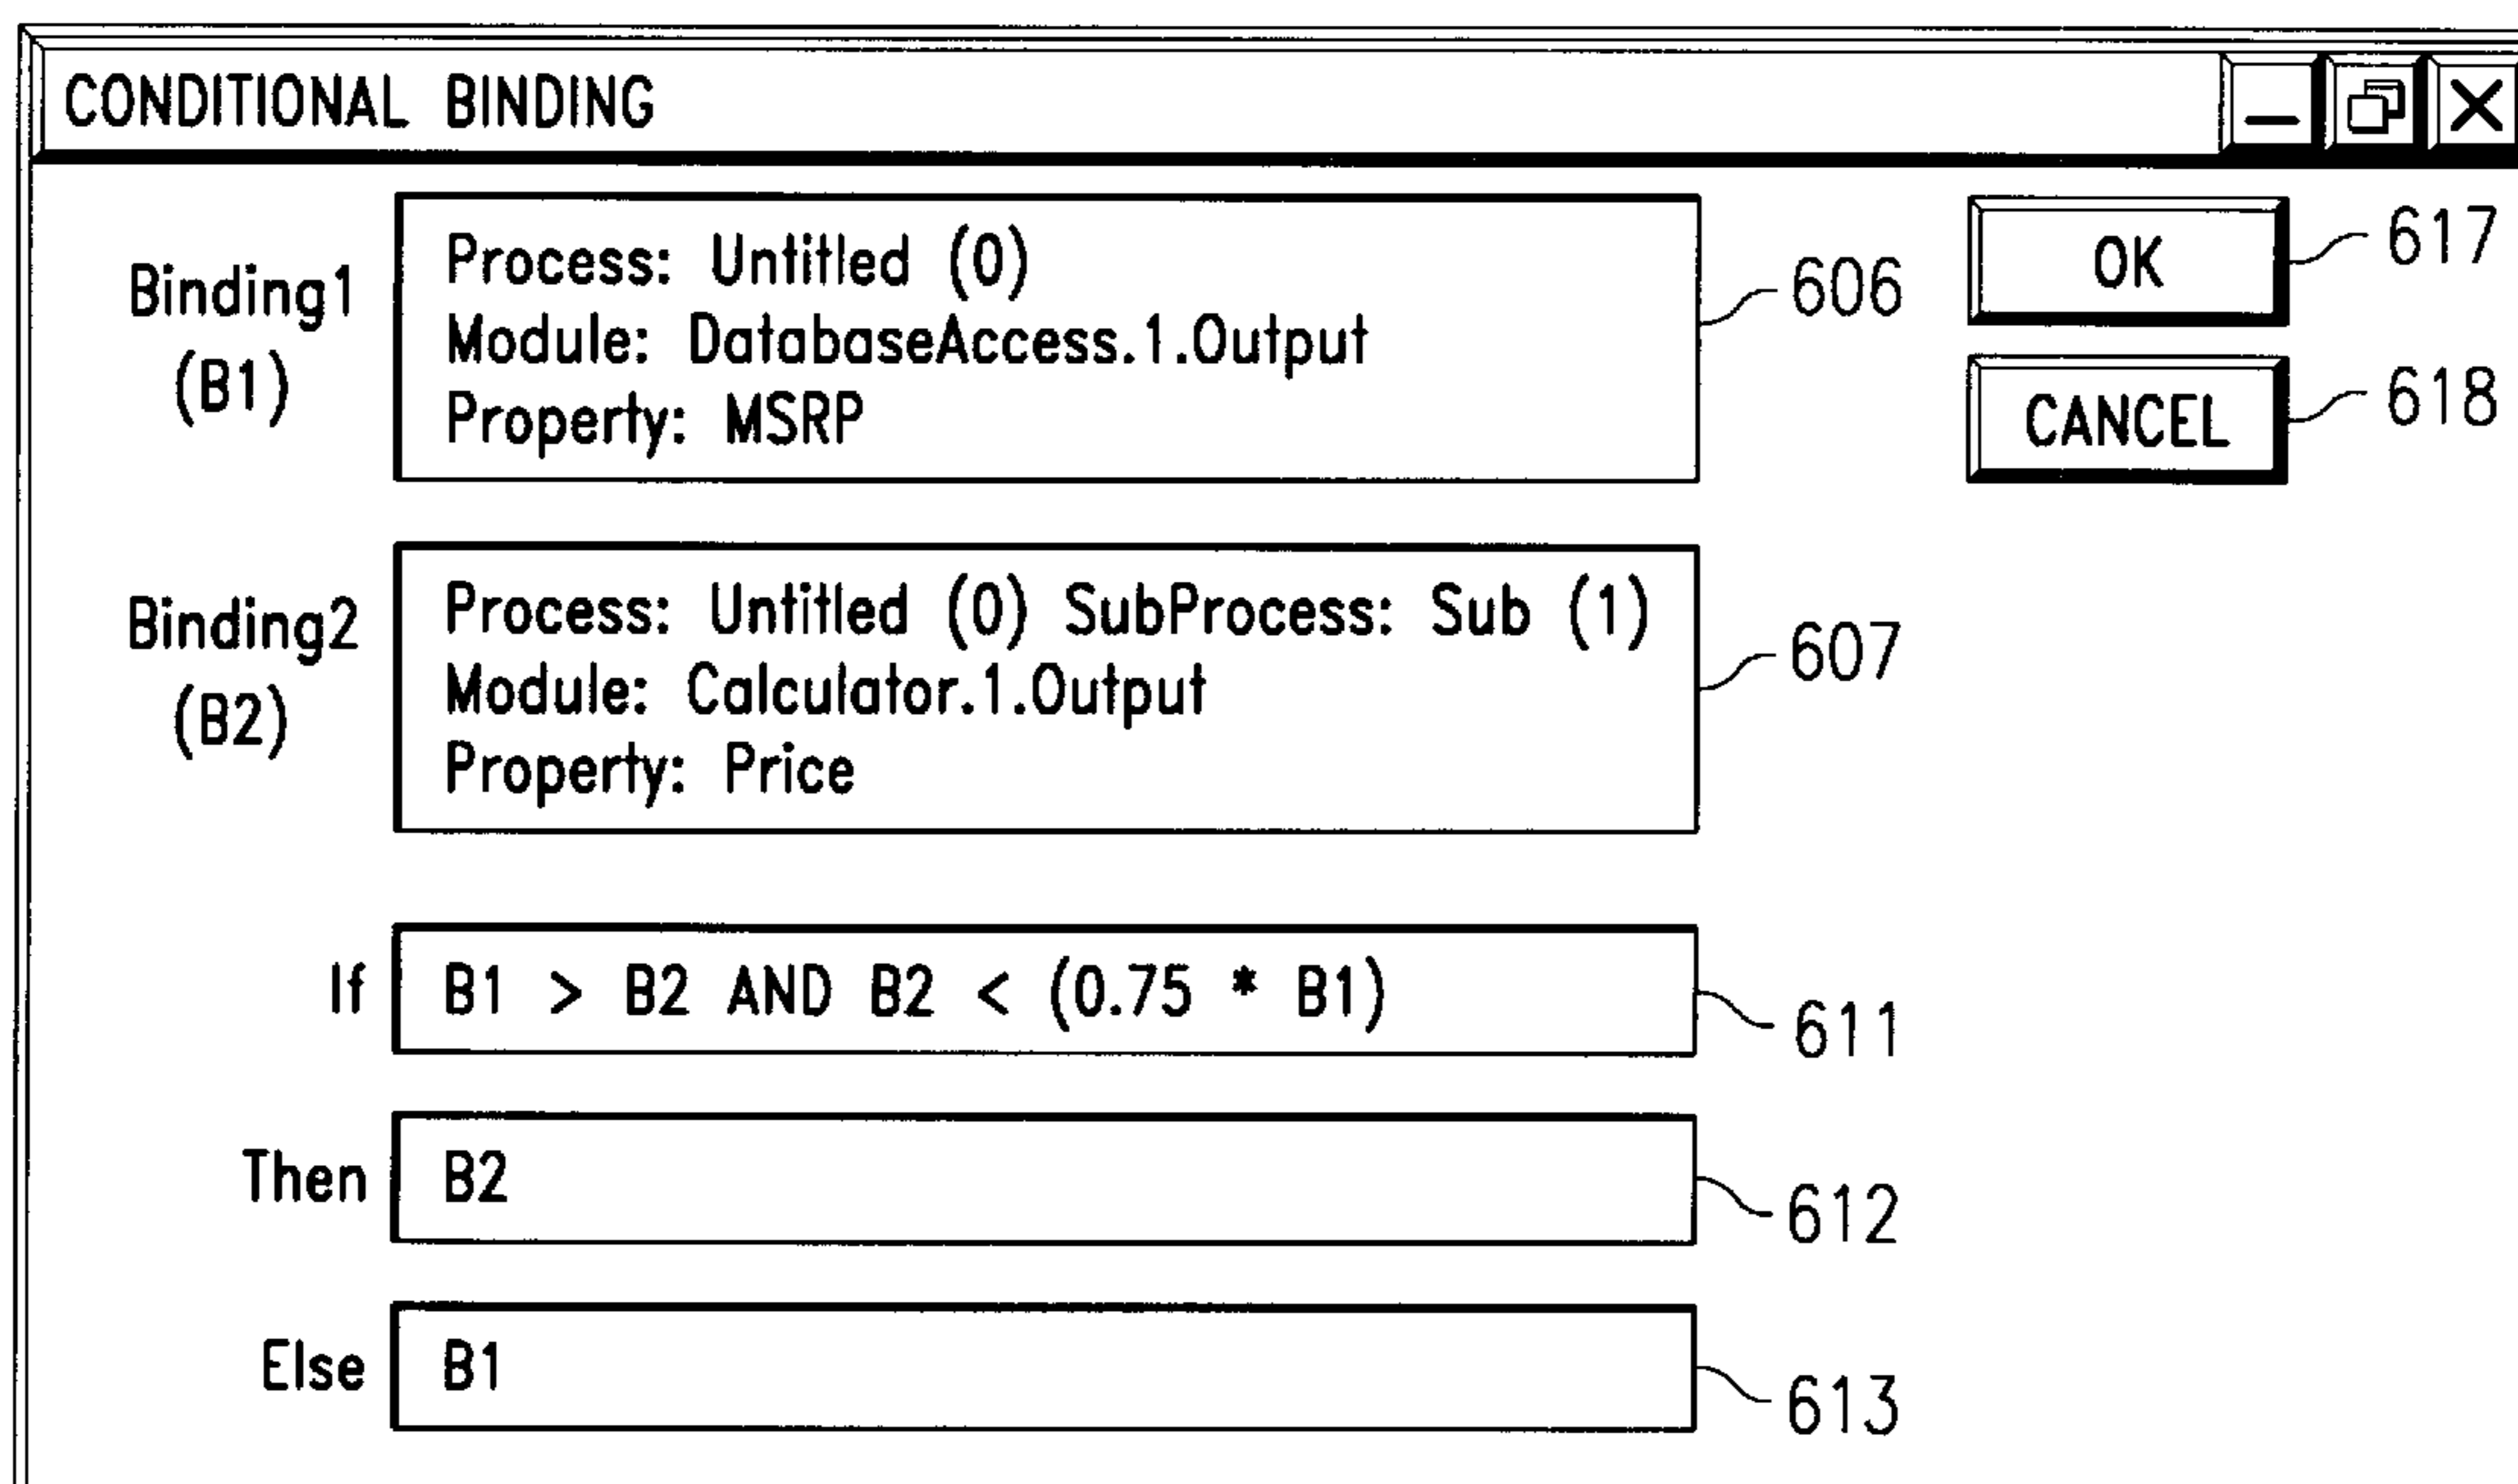 CONDITIONAL BINDING
Binding1
(B1)
Process: Untitled (0)
Module: DatabaseAccess.1.Output
Property: MSRP
606
OK
617
CANCEL
618
Binding2
(B2)
Process: Untitled (0) SubProcess: Sub (1)
Module: Calculator.1.Output
Property: Price
607
If
B1 > B2 AND B2 < (0.75 * B1)
611
Then
B2
612
Else
B1
613